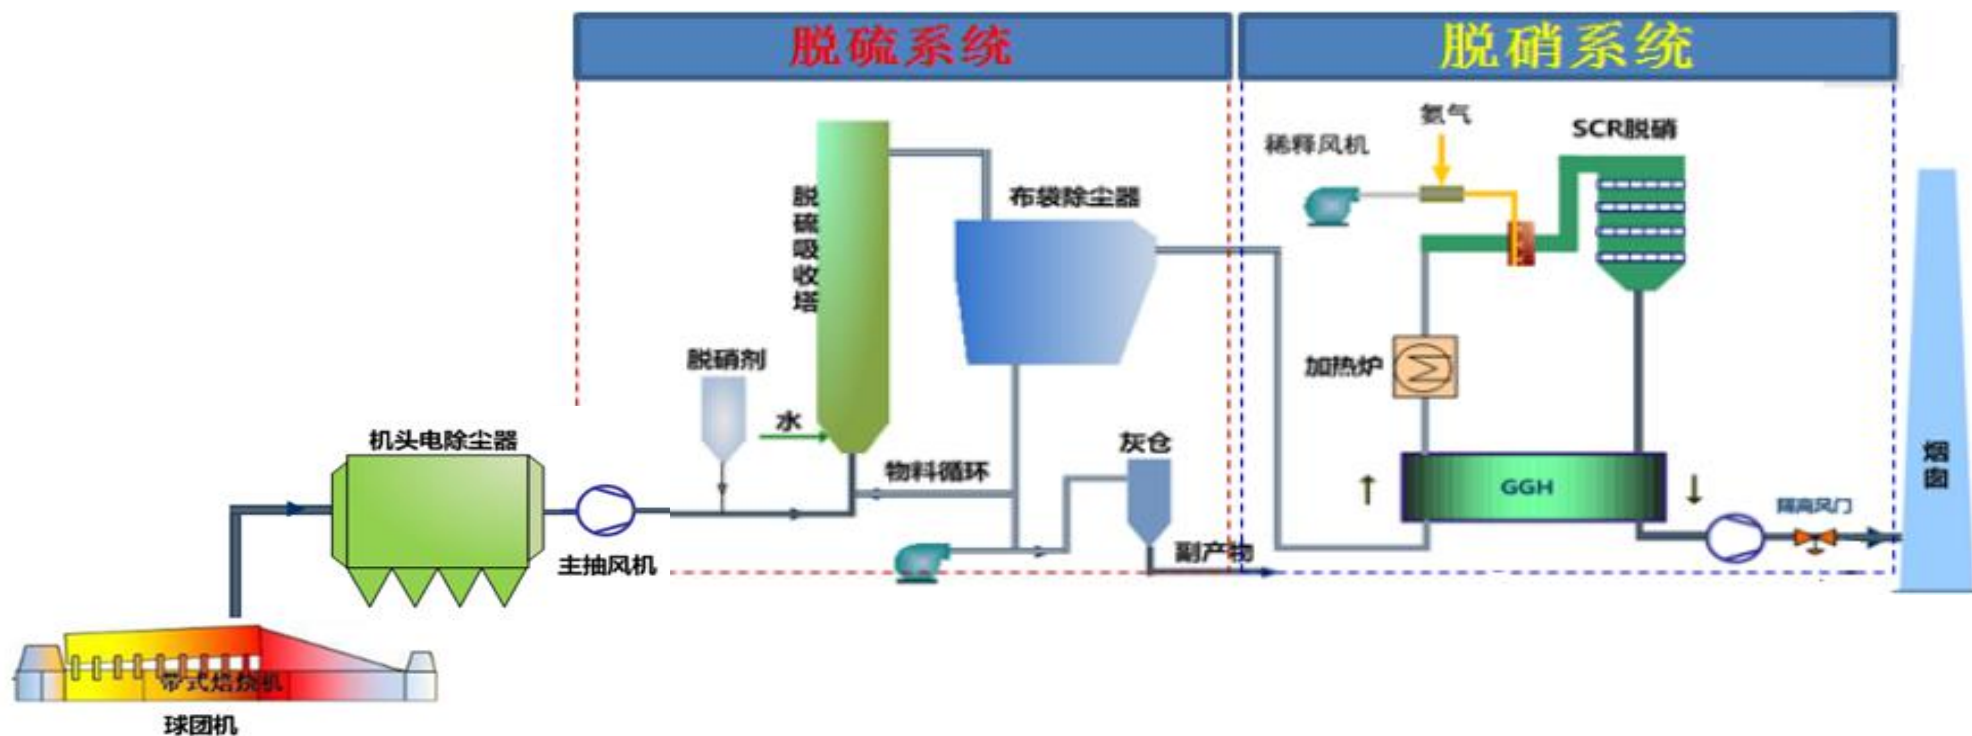 脱硫系统
脱硝系统
氨气
稀释风机
SCR脱硝
脱硫吸收塔
布袋除尘器
脱硝剂
水
加热炉
机头电除尘器
物料循环
灰仓
GGH
隔离风门
烟囱
主抽风机
副产物
带式焙烧机
球团机